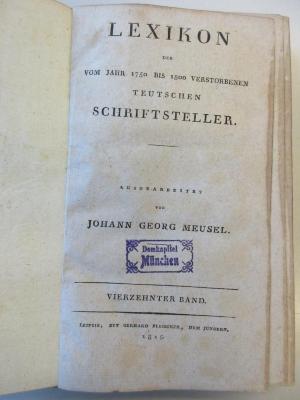 LEXIKON
DER
VOM JAHR 1750 BIS 1800 VERSTORBENEN
TEUTSCHEN
SCHRIFTSTELLER.
AUSGEARBEITET
VON
JOHANN GEORG MEUSEL.
Domkapitel
München
VIERZEHNTER BAND.
LEIPZIG, BEY GERHARD FLEISCHER, DEM JÜNGERN,
1815